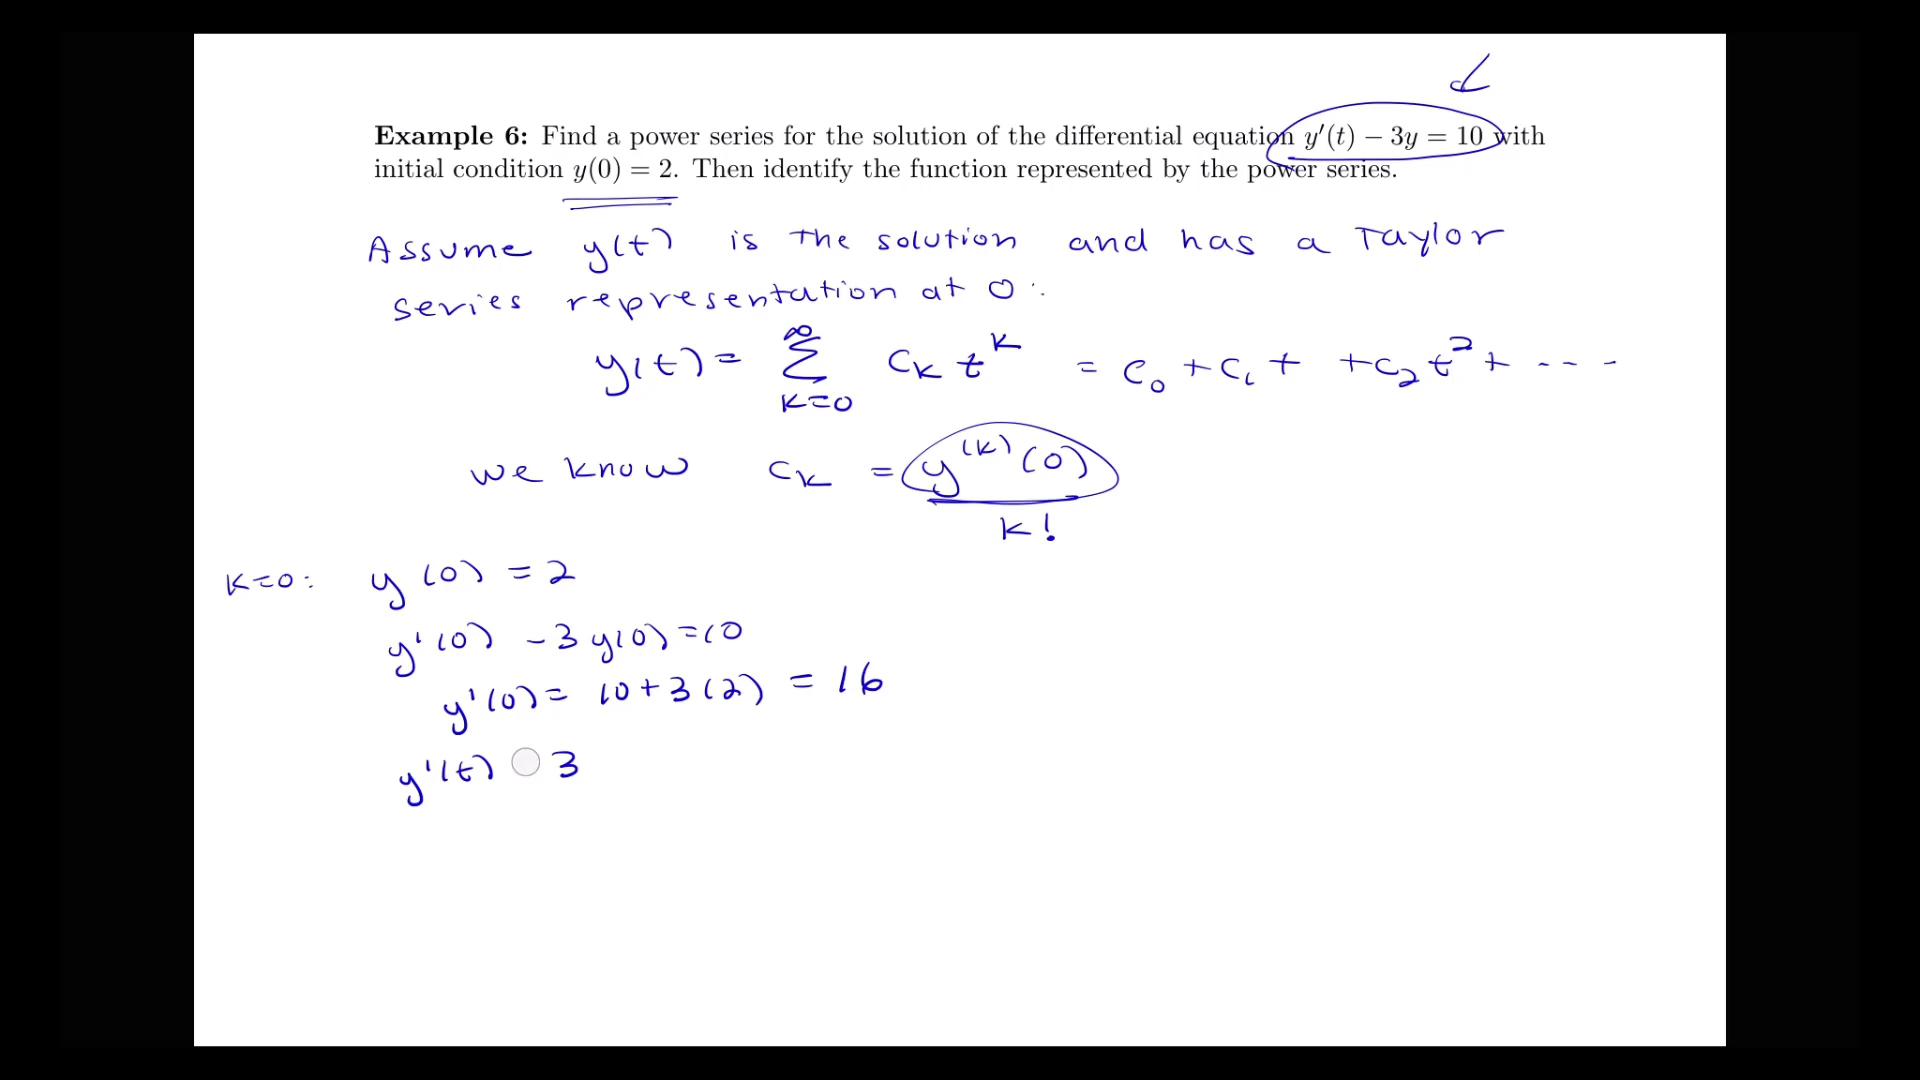 Example 6: Find a power series for the solution of the differential equation y′(t) − 3y = 10 with
initial condition y(0) = 2. Then identify the function represented by the power series.
Assume y(t) is the solution and has a Taylor
series representation at 0:
y(t) = ∑_{k=0}^{∞} c_k t^k = c_0 + c_1 t + c_2 t^2 + ----
we know c_k = y^{(k)}(0) / k!
k=0: y(0) = 2
y'(0) - 3y(0) = 10
y'(0) = 10 + 3(2) = 16
y'(t) 3